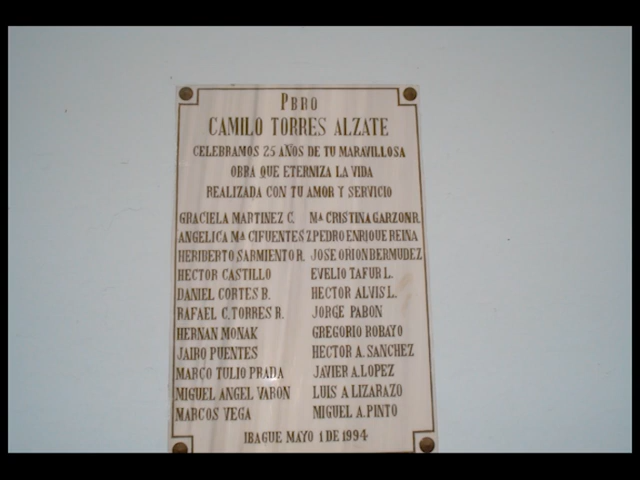 PBRO
CAMILO TORRES ALZATE
CELEBRAMOS 25 AÑOS DE TU MARAVILLOSA
OBRA QUE ETERNIZA LA VIDA
REALIZADA CON TU AMOR Y SERVICIO
GRACIELA MARTINEZ C. Mª CRISTINA GARZON R.
ANGELICA Mª CIFUENTES Z. PEDRO ENRIQUE REINA
HERIBERTO SARMIENTO R. JOSE ORION BERMUDEZ
HECTOR CASTILLO EVELIO TAFUR L.
DANIEL CORTES B. HECTOR ALVIS L.
RAFAEL C. TORRES R. JORGE PABON
HERNAN MONAK GREGORIO ROBAYO
JAIRO PUENTES HECTOR A. SANCHEZ
MARCO TULIO PRADA JAVIER A. LOPEZ
MIGUEL ANGEL VARON LUIS A LIZARAZO
MARCOS VEGA MIGUEL A. PINTO
IBAGUE MAYO 1 DE 1994